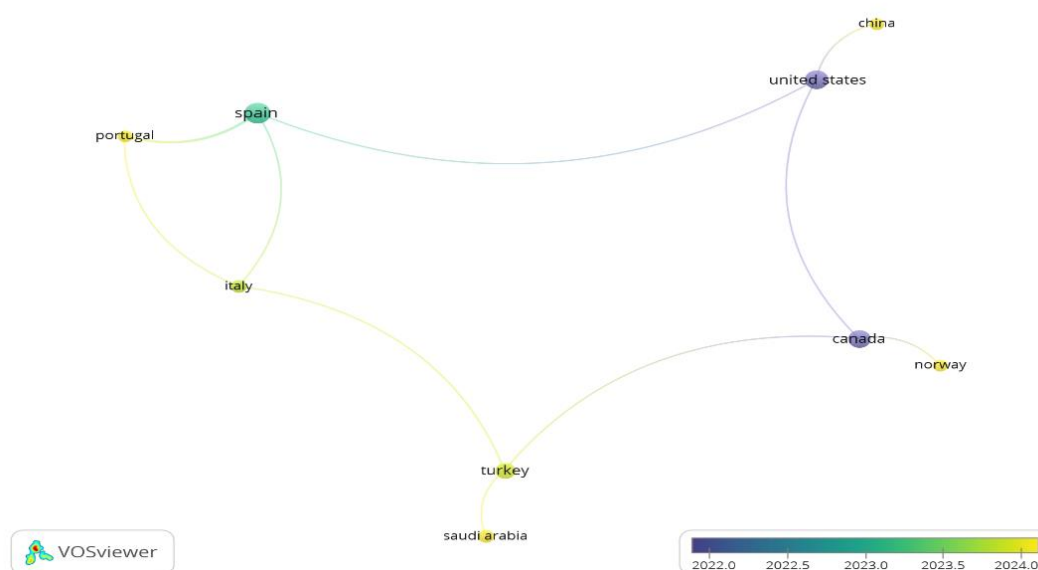 china
united states
spain
portugal
italy
canada
norway
turkey
saudi arabia
VOSviewer
2022.0 2022.5 2023.0 2023.5 2024.0